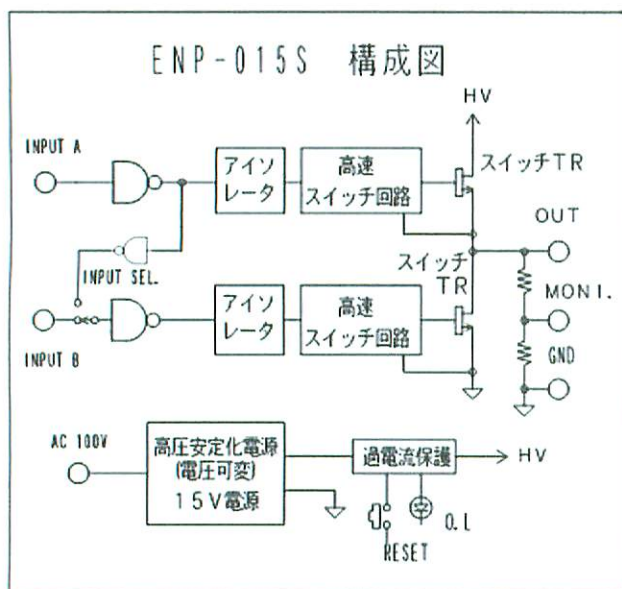 ENP-015S 構成図
HV
INPUT A
アイソ
レータ
高速
スイッチ回路
スイッチTR
OUT
INPUT SEL.
スイッチ
TR
MONI.
アイソ
レータ
高速
スイッチ回路
INPUT B
GND
AC 100V
高圧安定化電源
(電圧可変)
15V電源
過電流保護
HV
O.L
RESET